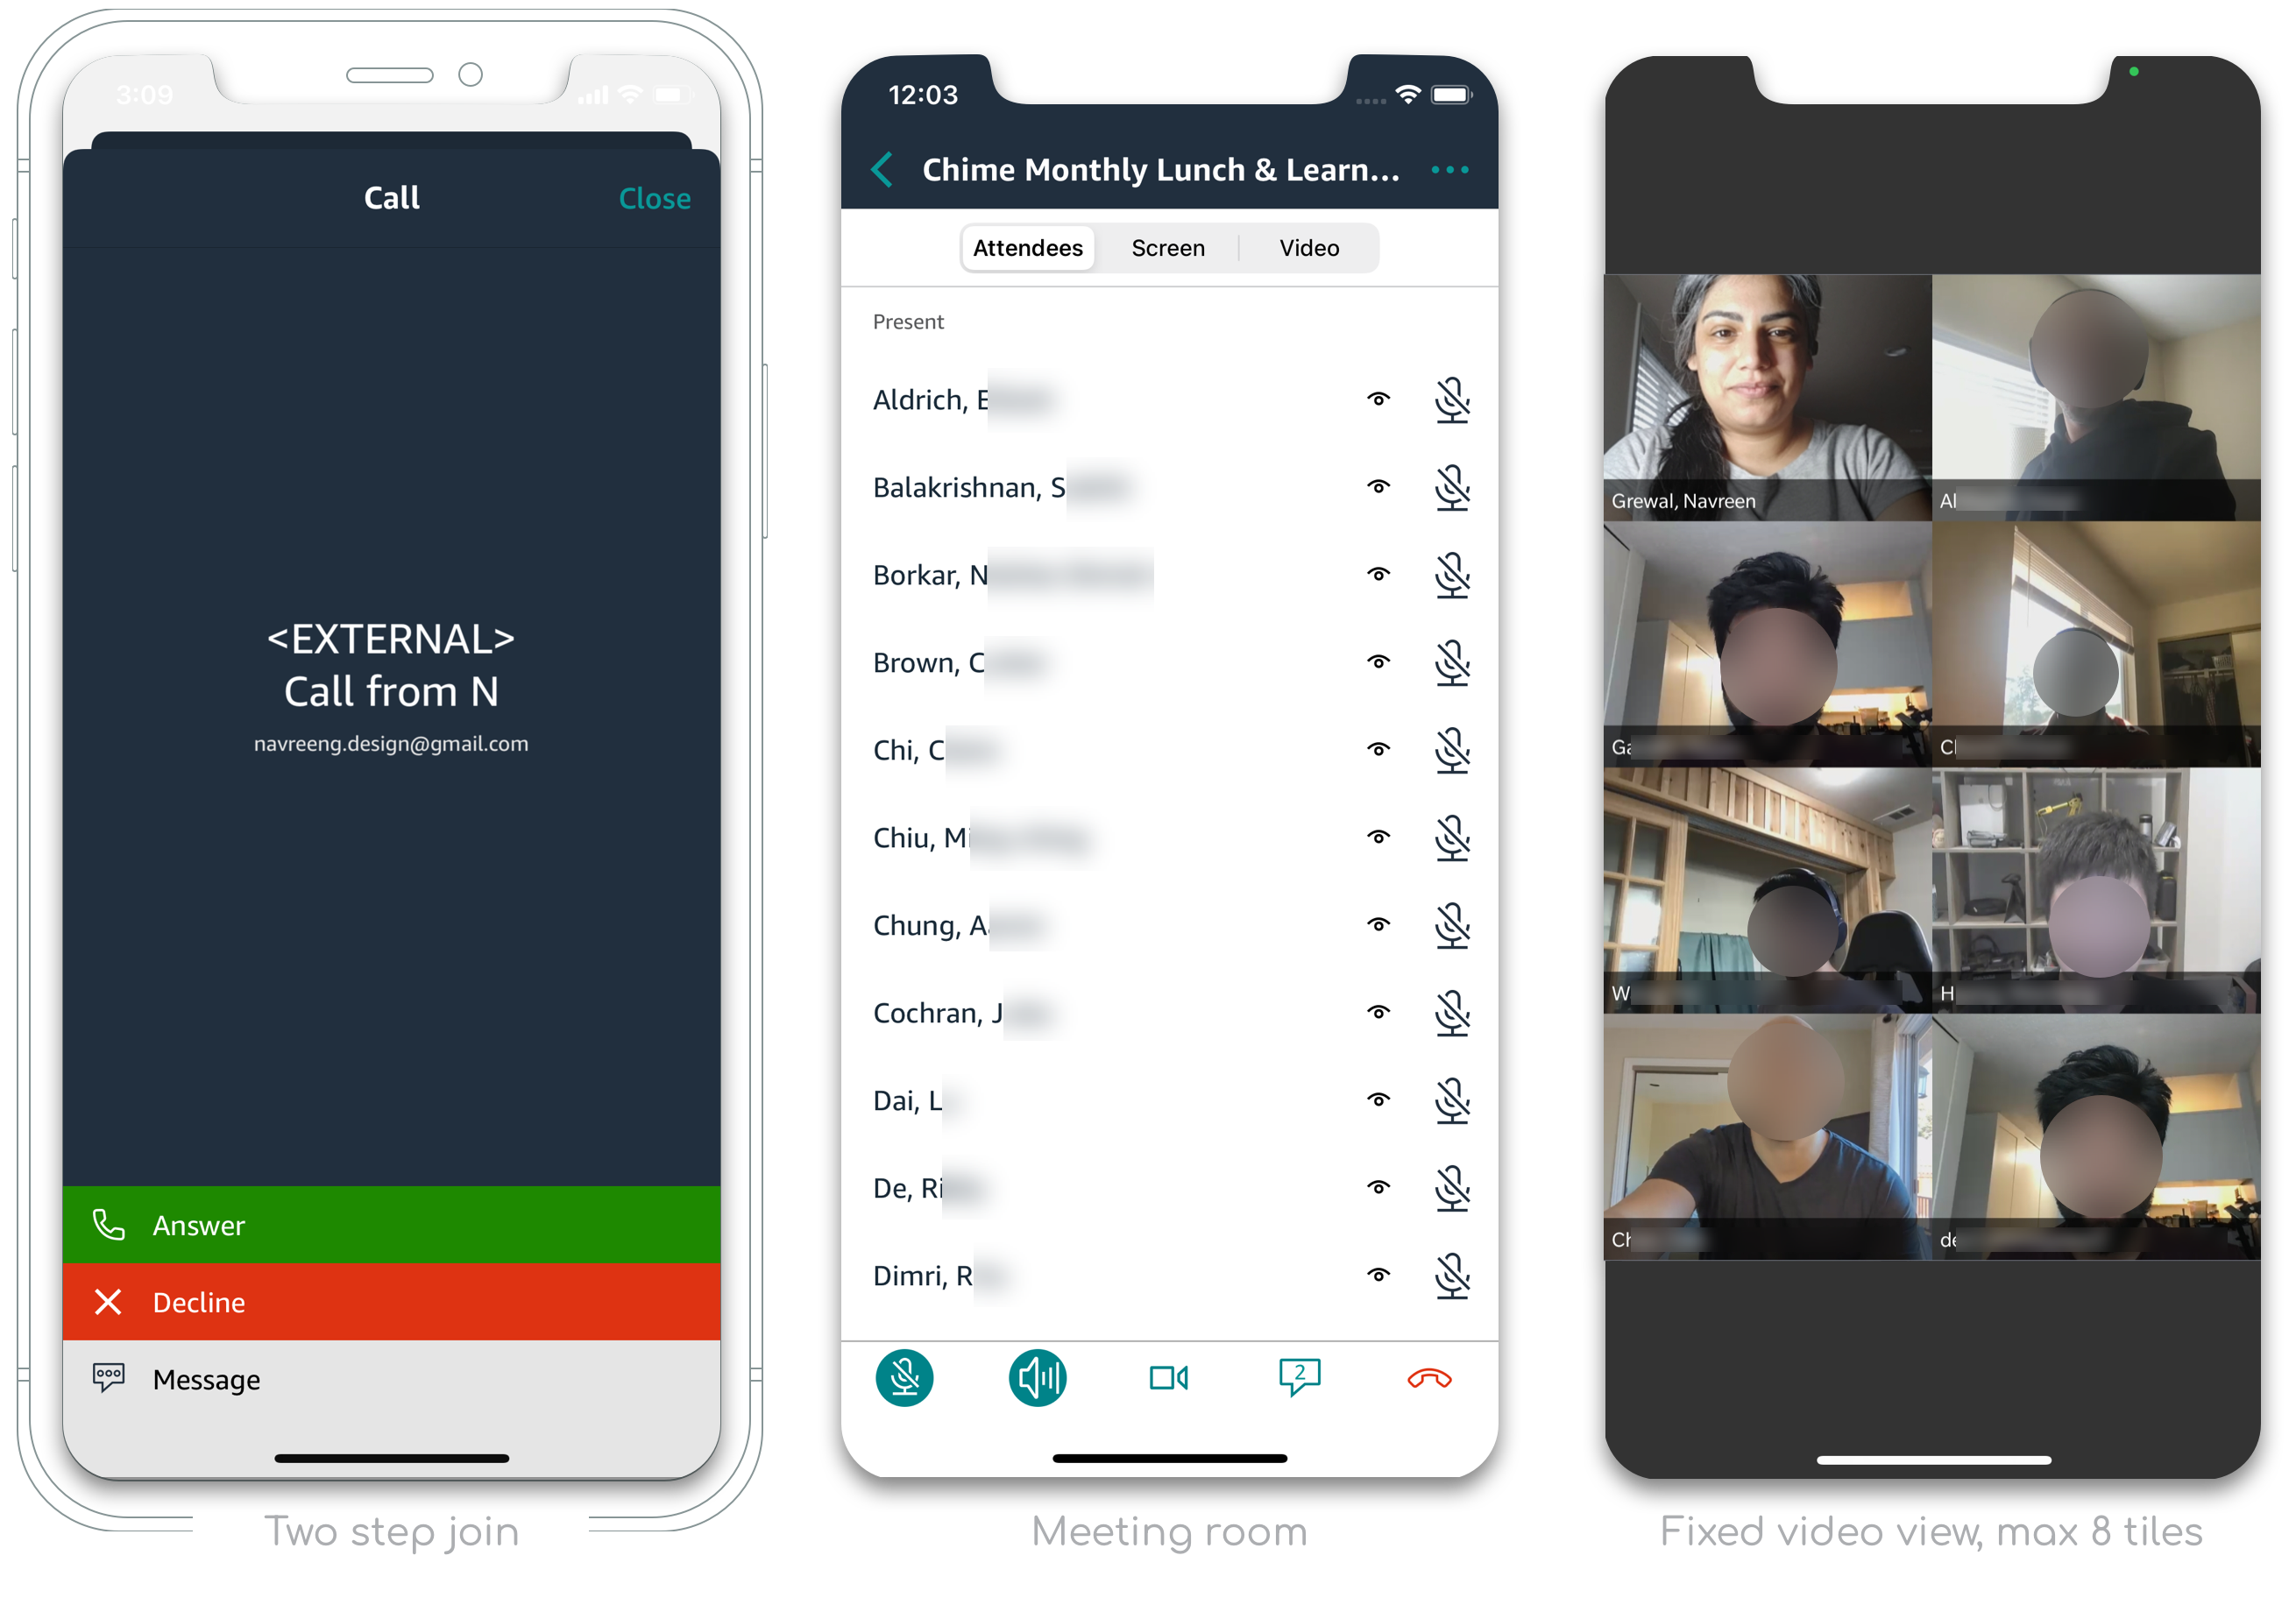 3:09
Call
Close
<EXTERNAL>
Call from N
navreeng.design@gmail.com
Answer
Decline
Message
Two step join
12:03
Chime Monthly Lunch & Learn...
Attendees
Screen
Video
Present
Aldrich, E
Balakrishnan, S
Borkar, N
Brown, C
Chi, C
Chiu, Mi
Chung, A
Cochran, J
Dai, L
De, Ri
Dimri, R
2
Meeting room
Grewal, Navreen
Al
Ga
Cl
W
H
Ch
de
Fixed video view, max 8 tiles